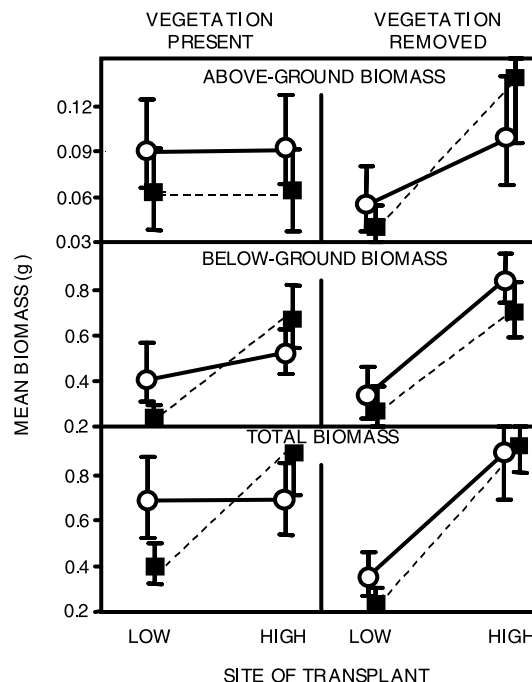 VEGETATION VEGETATION
PRESENT REMOVED
ABOVE-GROUND BIOMASS
0.12
0.09
0.06
0.03
BELOW-GROUND BIOMASS
0.8
0.6
0.4
0.2
TOTAL BIOMASS
0.8
0.6
0.4
0.2
MEAN BIOMASS (g)
LOW HIGH LOW HIGH
SITE OF TRANSPLANT